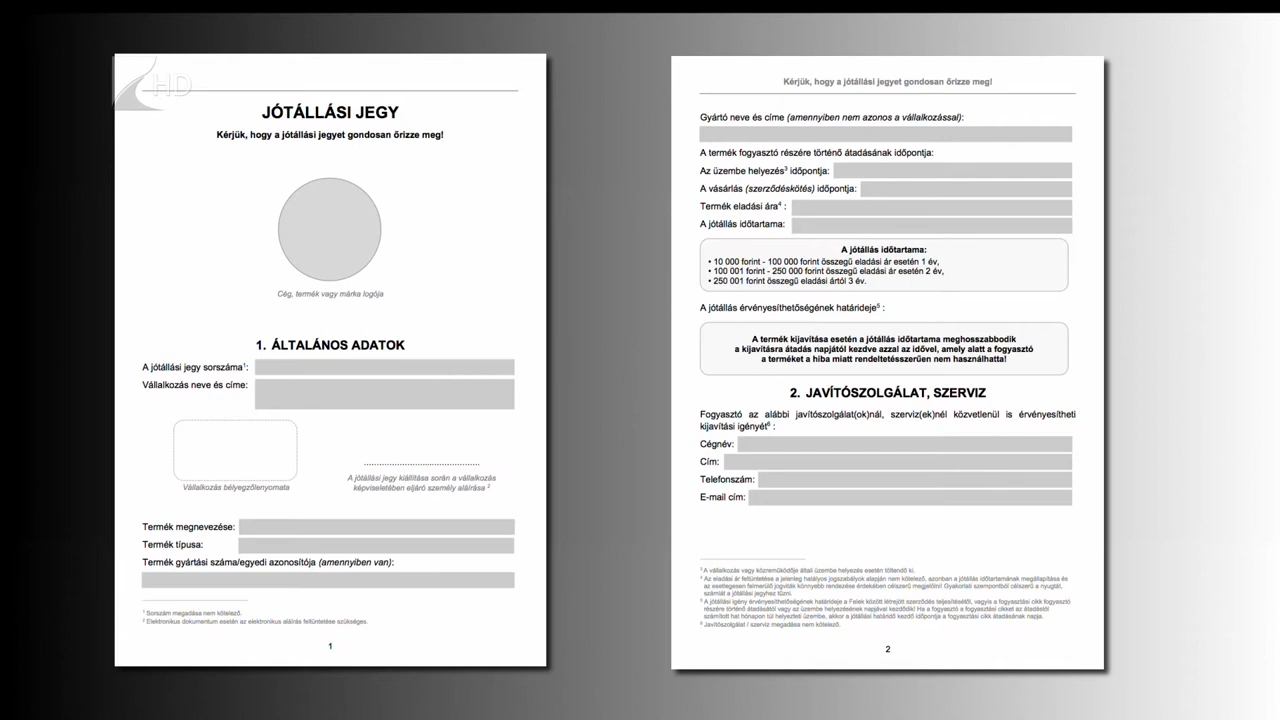 HD
JÓTÁLLÁSI JEGY
Kérjük, hogy a jótállási jegyet gondosan őrizze meg!
Cég, termék vagy márka logója
1. ÁLTALÁNOS ADATOK
A jótállási jegy sorszáma¹:
Vállalkozás neve és címe:
Vállalkozás bélyegzőlenyomata
A jótállási jegy kiállítása során a vállalkozás
képviseletében eljáró személy aláírása ²
Termék megnevezése:
Termék típusa:
Termék gyártási száma/egyedi azonosítója (amennyiben van):
¹ Sorszám megadása nem kötelező.
² Elektronikus dokumentum esetén az elektronikus aláírás feltüntetése szükséges.
1
Kérjük, hogy a jótállási jegyet gondosan őrizze meg!
Gyártó neve és címe (amennyiben nem azonos a vállalkozással):
A termék fogyasztó részére történő átadásának időpontja:
Az üzembe helyezés³ időpontja:
A vásárlás (szerződéskötés) időpontja:
Termék eladási ára⁴ :
A jótállás időtartama:
A jótállás időtartama:
• 10 000 forint - 100 000 forint összegű eladási ár esetén 1 év,
• 100 001 forint - 250 000 forint összegű eladási ár esetén 2 év,
• 250 001 forint összegű eladási ártól 3 év.
A jótállás érvényesíthetőségének határideje⁵ :
A termék kijavítása esetén a jótállás időtartama meghosszabbodik
a kijavításra átadás napjától kezdve azzal az idővel, amely alatt a fogyasztó
a terméket a hiba miatt rendeltetésszerűen nem használhatta!
2. JAVÍTÓSZOLGÁLAT, SZERVIZ
Fogyasztó az alábbi javítószolgálat(ok)nál, szerviz(ek)nél közvetlenül is érvényesítheti
kijavítási igényét⁶ :
Cégnév:
Cím:
Telefonszám:
E-mail cím:
³ A vállalkozás vagy közreműködője általi üzembe helyezés esetén töltendő ki.
⁴ Az eladási ár feltüntetése a jelenleg hatályos jogszabályok alapján nem kötelező, azonban a jótállás időtartamának megállapítása és
az esetlegesen felmerülő jogviták könnyebb rendezése érdekében célszerű megjelölni! Gyakorlati szempontból célszerű a nyugtát,
számlát a jótállási jegyhez tűzni.
⁵ A jótállási igény érvényesíthetőségének határideje a Felek között létrejött szerződés teljesítésétől, vagyis a fogyasztási cikk fogyasztó
részére történő átadásától vagy az üzembe helyezésének napjával kezdődik! Ha a fogyasztó a fogyasztási cikket az átadástól
számított hat hónapon túl helyezteti üzembe, akkor a jótállási határidő kezdő időpontja a fogyasztási cikk átadásának napja.
⁶ Javítószolgálat / szerviz megadása nem kötelező.
2